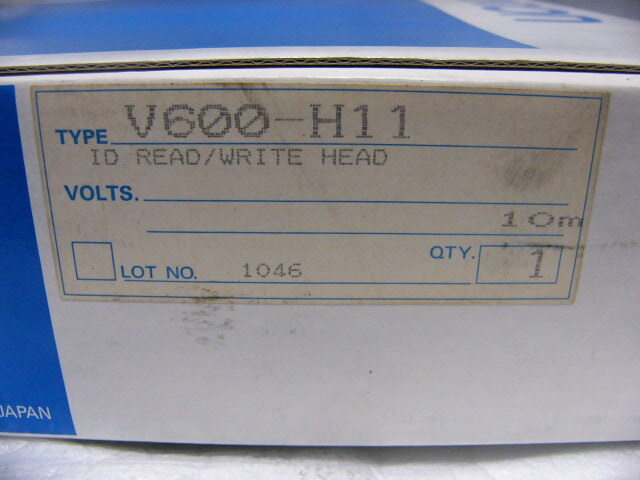 TYPE V600-H11
ID READ/WRITE HEAD
VOLTS.
10m
LOT NO. 1046 QTY. 1
JAPAN